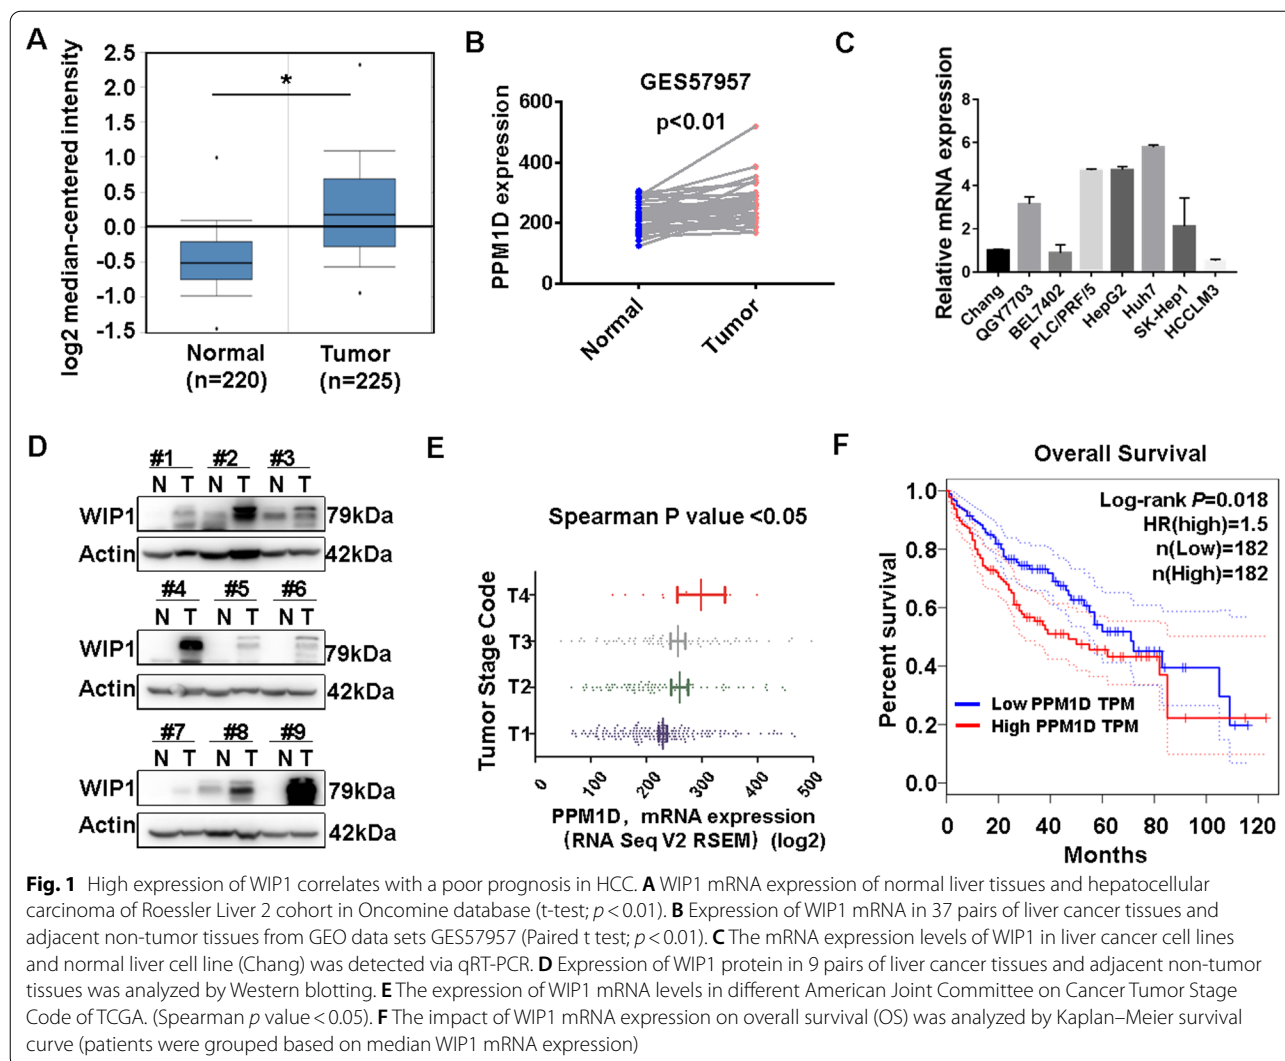 A
log2 median-centered intensity
2.5
2.0
1.5
1.0
0.5
0.0
-0.5
-1.0
-1.5
*
Normal
(n=220)
Tumor
(n=225)
B
GES57957
p<0.01
PPM1D expression
600
400
200
0
Normal
Tumor
C
Relative mRNA expression
8
6
4
2
0
Chang
QGY7703
BEL7402
PLC/PRF/5
HepG2
Huh7
SK-Hep1
HCCLM3
D
#1 #2 #3
N T N T N T
WIP1 79kDa
Actin 42kDa
#4 #5 #6
N T N T N T
WIP1 79kDa
Actin 42kDa
#7 #8 #9
N T N T N T
WIP1 79kDa
Actin 42kDa
E
Spearman P value <0.05
Tumor Stage Code
T4
T3
T2
T1
0 100 200 300 400 500
PPM1D, mRNA expression
(RNA Seq V2 RSEM) (log2)
F
Overall Survival
Percent survival
1.0
0.8
0.6
0.4
0.2
0.0
Log-rank P=0.018
HR(high)=1.5
n(Low)=182
n(High)=182
Low PPM1D TPM
High PPM1D TPM
0 20 40 60 80 100 120
Months
Fig. 1 High expression of WIP1 correlates with a poor prognosis in HCC. A WIP1 mRNA expression of normal liver tissues and hepatocellular
carcinoma of Roessler Liver 2 cohort in Oncomine database (t-test; p < 0.01). B Expression of WIP1 mRNA in 37 pairs of liver cancer tissues and
adjacent non-tumor tissues from GEO data sets GES57957 (Paired t test; p < 0.01). C The mRNA expression levels of WIP1 in liver cancer cell lines
and normal liver cell line (Chang) was detected via qRT-PCR. D Expression of WIP1 protein in 9 pairs of liver cancer tissues and adjacent non-tumor
tissues was analyzed by Western blotting. E The expression of WIP1 mRNA levels in different American Joint Committee on Cancer Tumor Stage
Code of TCGA. (Spearman p value < 0.05). F The impact of WIP1 mRNA expression on overall survival (OS) was analyzed by Kaplan–Meier survival
curve (patients were grouped based on median WIP1 mRNA expression)